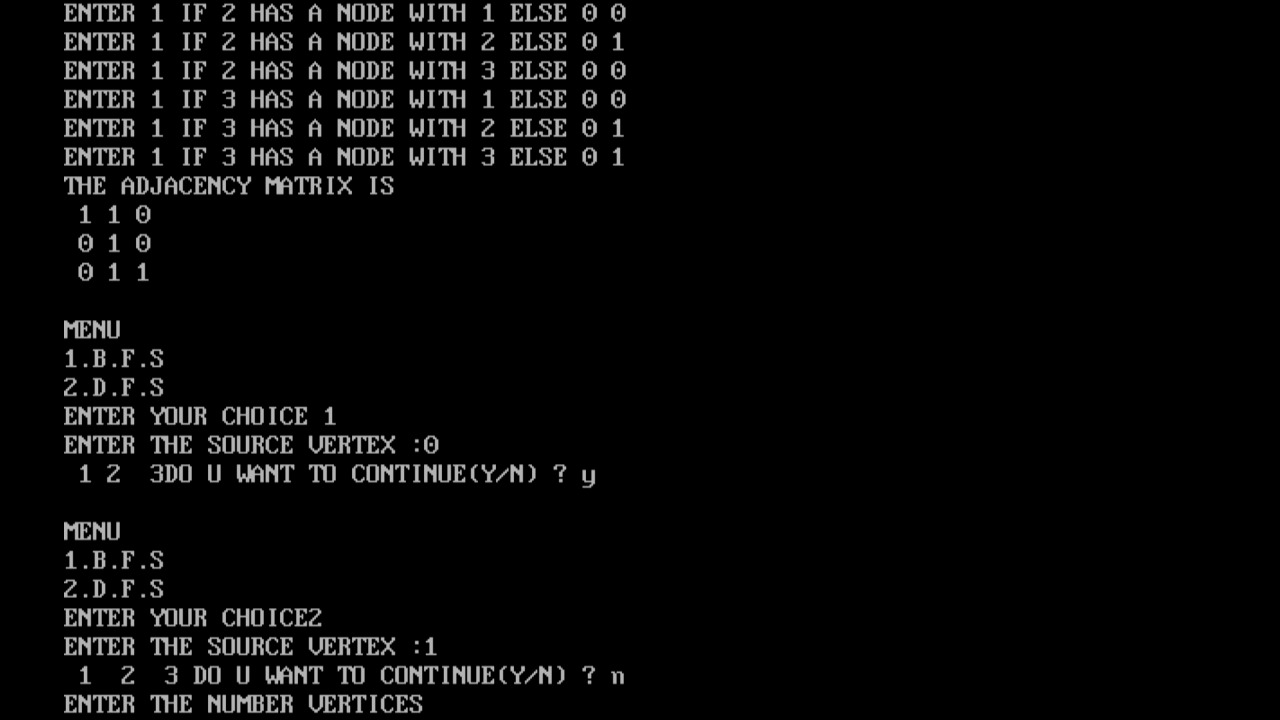 ENTER 1 IF 2 HAS A NODE WITH 1 ELSE 0 0
ENTER 1 IF 2 HAS A NODE WITH 2 ELSE 0 1
ENTER 1 IF 2 HAS A NODE WITH 3 ELSE 0 0
ENTER 1 IF 3 HAS A NODE WITH 1 ELSE 0 0
ENTER 1 IF 3 HAS A NODE WITH 2 ELSE 0 1
ENTER 1 IF 3 HAS A NODE WITH 3 ELSE 0 1
THE ADJACENCY MATRIX IS
1 1 0
0 1 0
0 1 1
MENU
1.B.F.S
2.D.F.S
ENTER YOUR CHOICE 1
ENTER THE SOURCE VERTEX :0
1 2  3DO U WANT TO CONTINUE(Y/N) ? y
MENU
1.B.F.S
2.D.F.S
ENTER YOUR CHOICE2
ENTER THE SOURCE VERTEX :1
1  2  3 DO U WANT TO CONTINUE(Y/N) ? n
ENTER THE NUMBER VERTICES